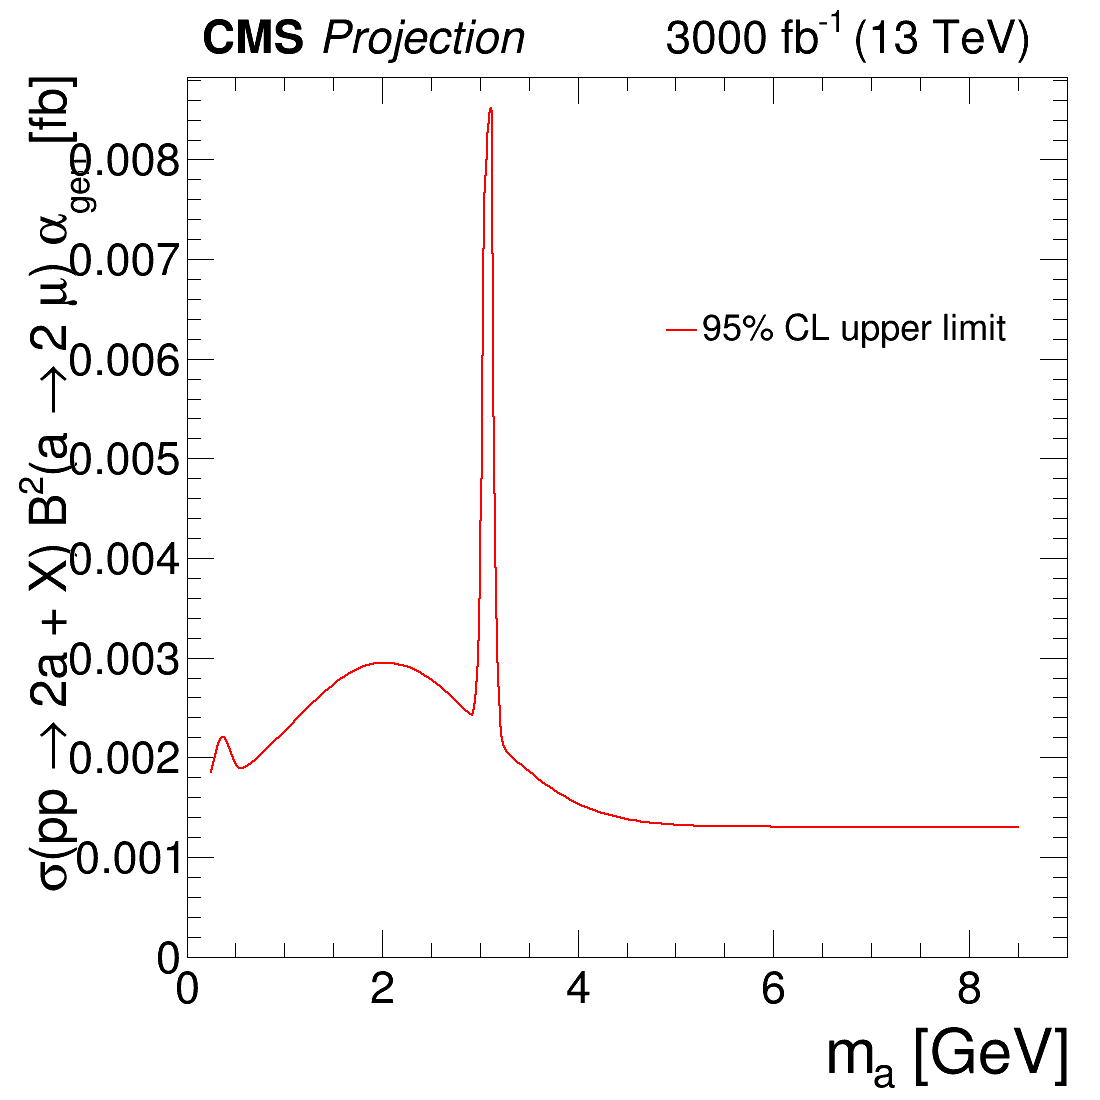 CMS Projection 3000 fb⁻¹ (13 TeV)
σ(pp → 2a + X) B²(a → 2 μ) α_geo [fb]
0.008
0.007
0.006
0.005
0.004
0.003
0.002
0.001
0
95% CL upper limit
0 2 4 6 8
mₐ [GeV]